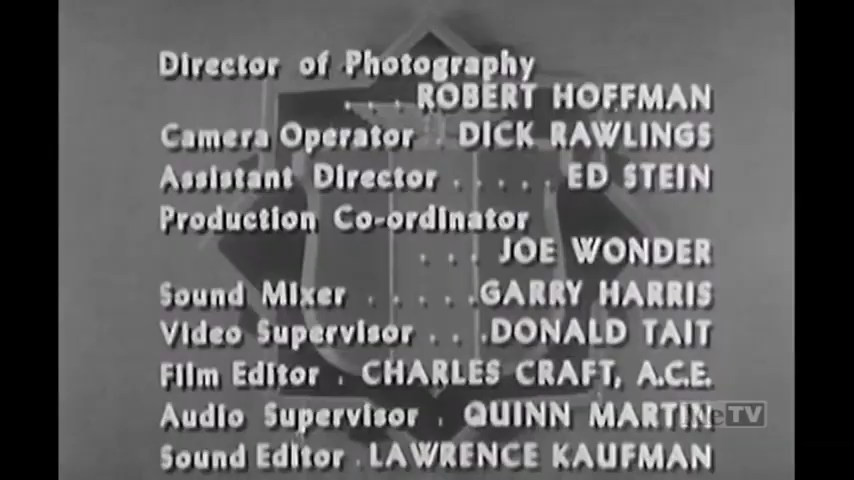 Director of Photography
. . . ROBERT HOFFMAN
Camera Operator . DICK RAWLINGS
Assistant Director . . . . . ED STEIN
Production Co-ordinator
. . . JOE WONDER
Sound Mixer . . . . . GARRY HARRIS
Video Supervisor . . . DONALD TAIT
Film Editor . CHARLES CRAFT, A.C.E.
Audio Supervisor . QUINN MARTIN
MeTV
Sound Editor . LAWRENCE KAUFMAN